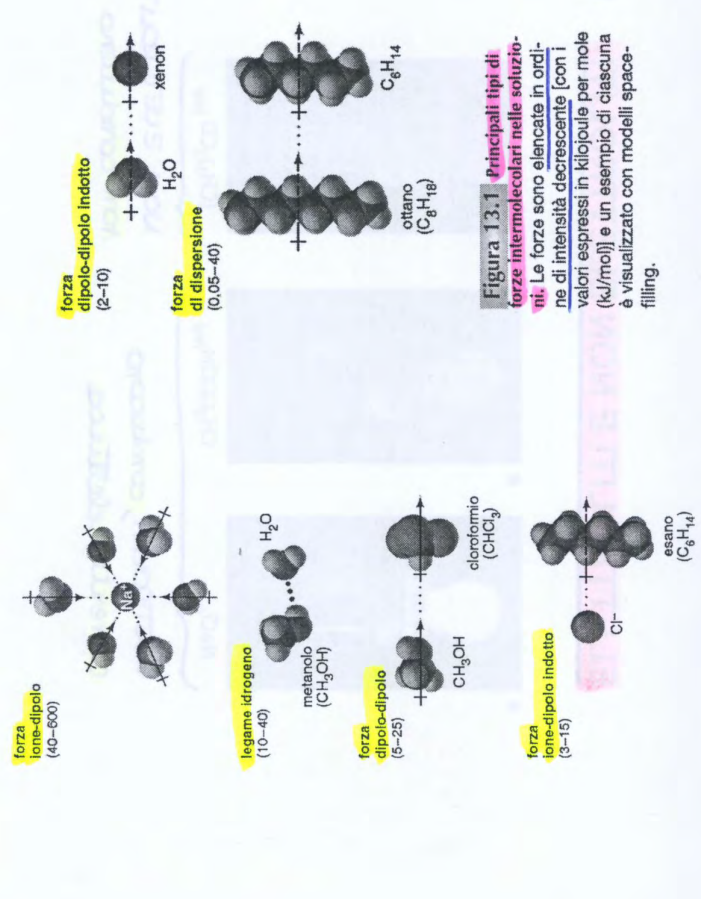 forza
ione-dipolo
(40–600)
Na⁺
legame idrogeno
(10–40)
metanolo
(CH₃OH)
H₂O
forza
dipolo-dipolo
(5–25)
CH₃OH
cloroformio
(CHCl₃)
forza
ione-dipolo indotto
(3–15)
Cl⁻
esano
(C₆H₁₄)
forza
dipolo-dipolo indotto
(2–10)
H₂O
xenon
forza
di dispersione
(0,05–40)
ottano
(C₈H₁₈)
C₆H₁₄
Figura 13.1 Principali tipi di
forze intermolecolari nelle soluzio-
ni. Le forze sono elencate in ordi-
ne di intensità decrescente [con i
valori espressi in kilojoule per mole
(kJ/mol)] e un esempio di ciascuna
è visualizzato con modelli space-
filling.